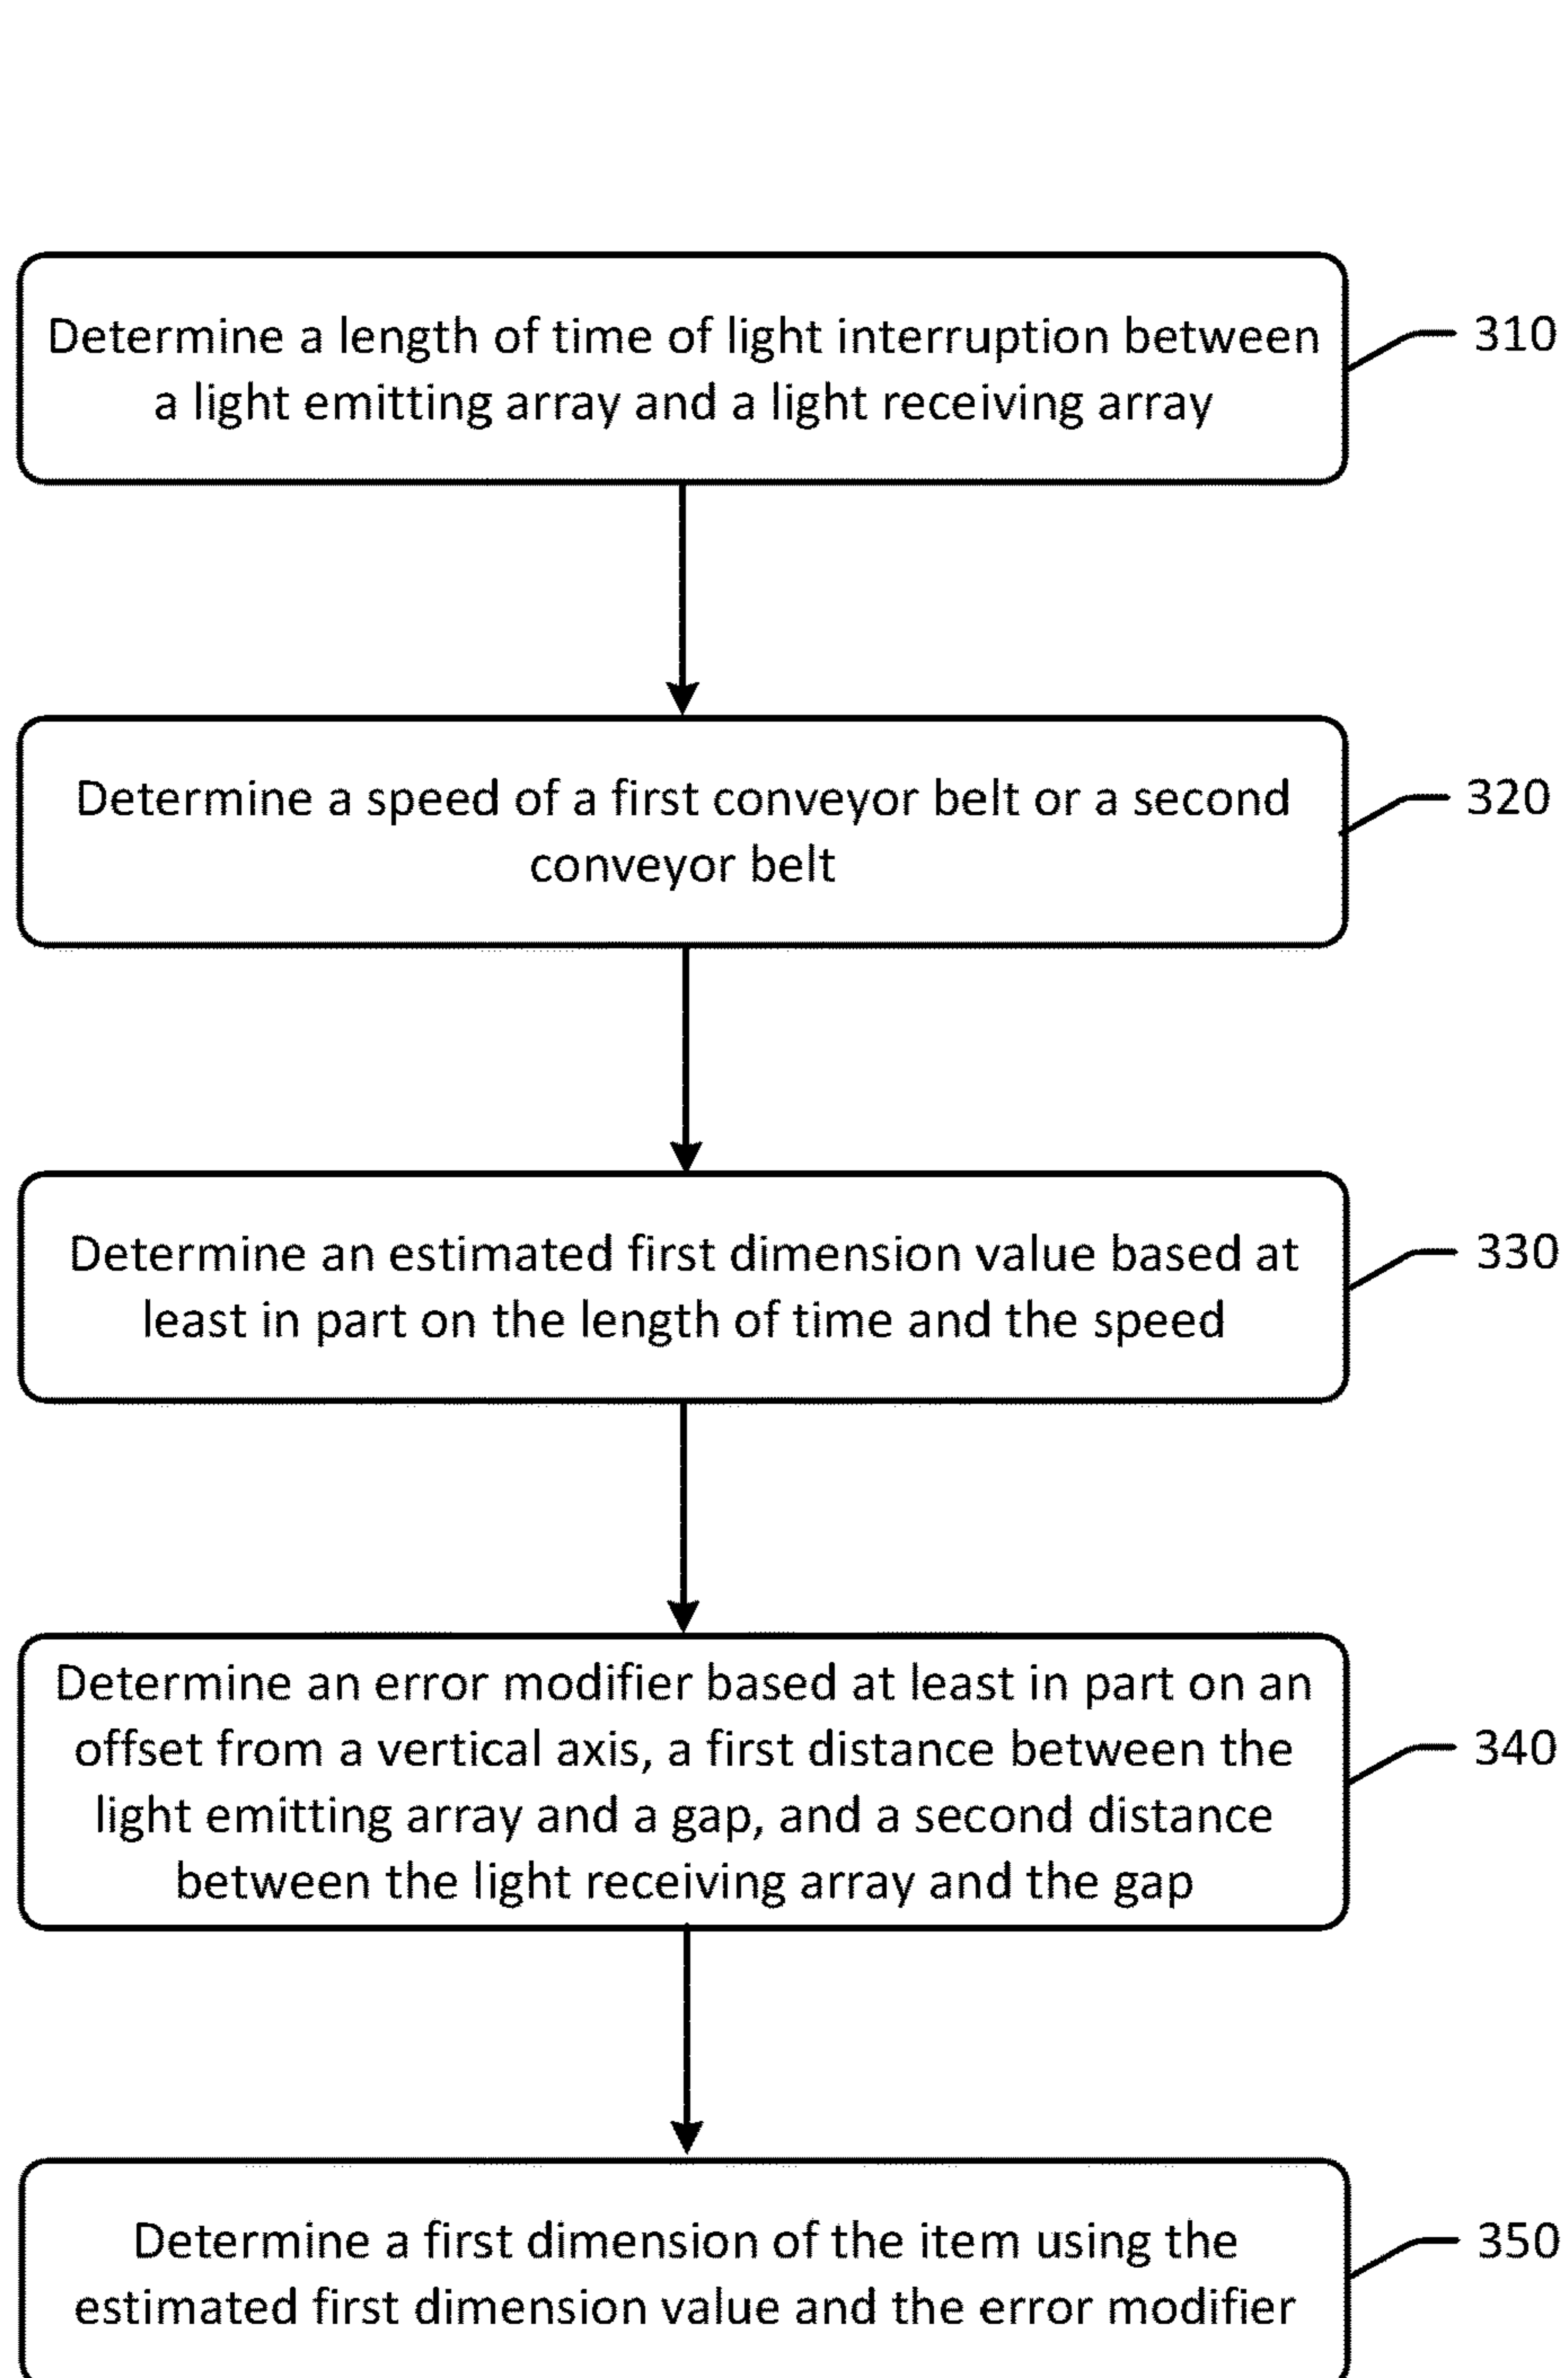 Determine a length of time of light interruption between
a light emitting array and a light receiving array
310
Determine a speed of a first conveyor belt or a second
conveyor belt
320
Determine an estimated first dimension value based at
least in part on the length of time and the speed
330
Determine an error modifier based at least in part on an
offset from a vertical axis, a first distance between the
light emitting array and a gap, and a second distance
between the light receiving array and the gap
340
Determine a first dimension of the item using the
estimated first dimension value and the error modifier
350